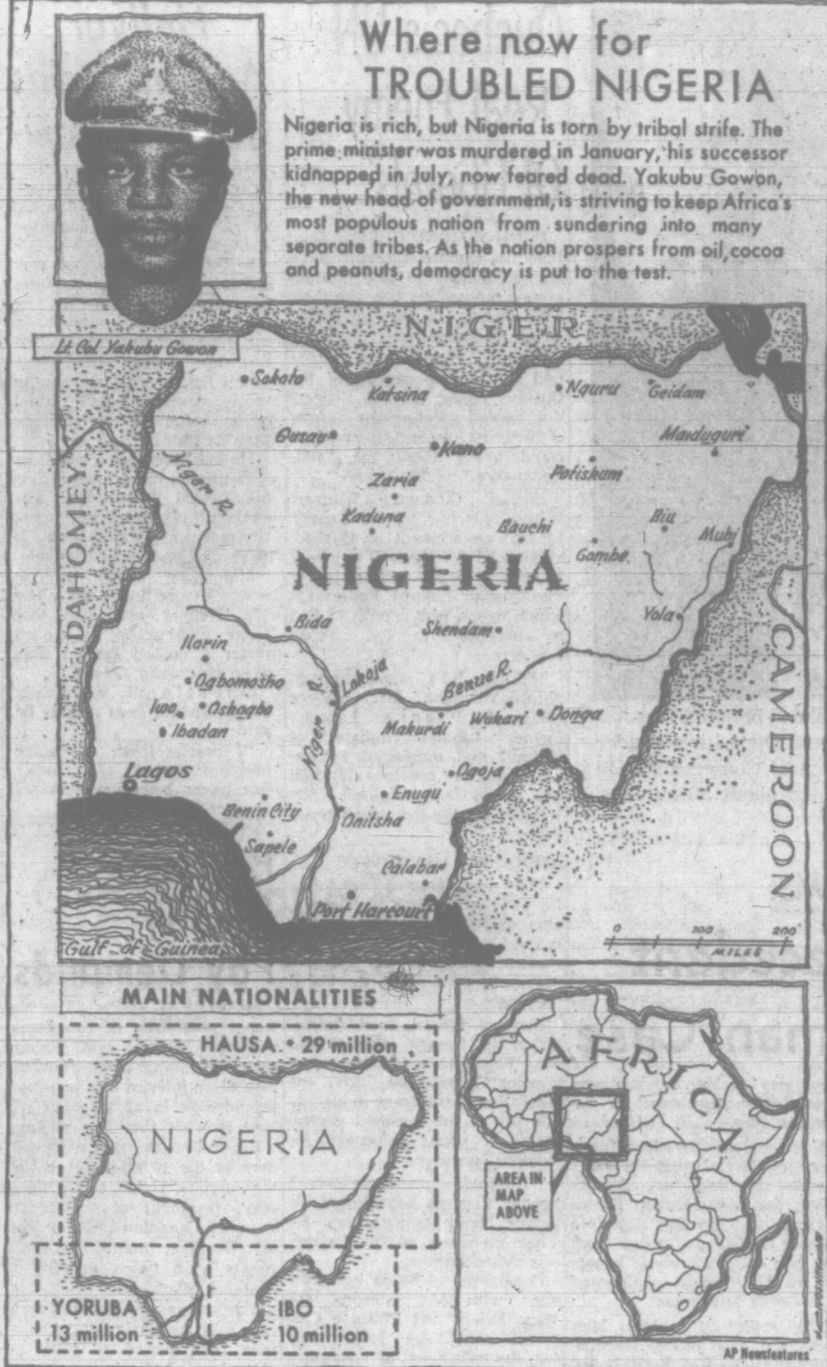 Where now for
TROUBLED NIGERIA
Nigeria is rich, but Nigeria is torn by tribal strife. The
prime minister was murdered in January, his successor
kidnapped in July, now feared dead. Yakubu Gowon,
the new head of government, is striving to keep Africa's
most populous nation from sundering into many
separate tribes. As the nation prospers from oil, cocoa
and peanuts, democracy is put to the test.
Lt. Col. Yakubu Gowon
NIGER
Sokoto
Katsina
Nguru
Geidam
Gusau
Kano
Maiduguri
Niger R.
Zaria
Potiskum
DAHOMEY
Kaduna
Bauchi
Biu
Mubi
Gombe
NIGERIA
Bida
Shendam
Yola
Ilorin
Lokoja
Benue R.
CAMEROON
Ogbomosho
Iwo
Oshogbo
Ibadan
Niger R.
Makurdi
Wukari
Donga
Lagos
Ogoja
Enugu
Benin City
Onitsha
Sapele
Calabar
Port Harcourt
Gulf of Guinea
0 100 200
MILES
MAIN NATIONALITIES
HAUSA • 29 million
NIGERIA
YORUBA
13 million
IBO
10 million
AFRICA
AREA IN
MAP
ABOVE
AP Newsfeatures